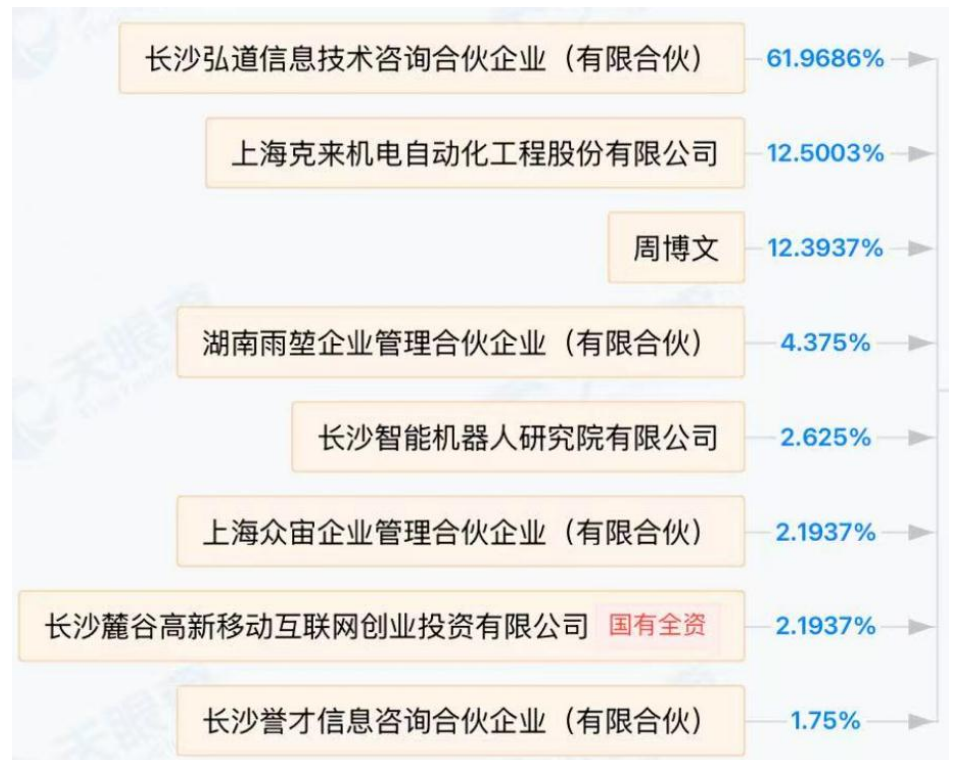 长沙弘道信息技术咨询合伙企业（有限合伙） 61.9686%
上海克来机电自动化工程股份有限公司 12.5003%
周博文 12.3937%
湖南雨堃企业管理合伙企业（有限合伙） 4.375%
长沙智能机器人研究院有限公司 2.625%
上海众宙企业管理合伙企业（有限合伙） 2.1937%
长沙麓谷高新移动互联网创业投资有限公司 国有全资 2.1937%
长沙誉才信息咨询合伙企业（有限合伙） 1.75%